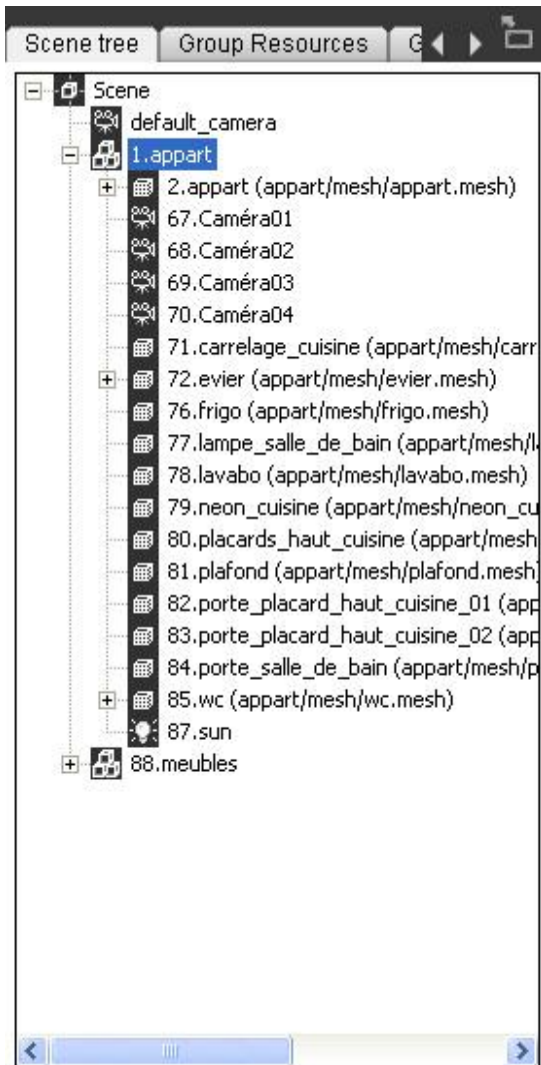 Scene tree Group Resources G
Scene
default_camera
1.appart
2.appart (appart/mesh/appart.mesh)
67.Caméra01
68.Caméra02
69.Caméra03
70.Caméra04
71.carrelage_cuisine (appart/mesh/carr
72.evier (appart/mesh/evier.mesh)
76.frigo (appart/mesh/frigo.mesh)
77.lampe_salle_de_bain (appart/mesh/l
78.lavabo (appart/mesh/lavabo.mesh)
79.neon_cuisine (appart/mesh/neon_cu
80.placards_haut_cuisine (appart/mesh
81.plafond (appart/mesh/plafond.mesh)
82.porte_placard_haut_cuisine_01 (app
83.porte_placard_haut_cuisine_02 (app
84.porte_salle_de_bain (appart/mesh/p
85.wc (appart/mesh/wc.mesh)
87.sun
88.meubles